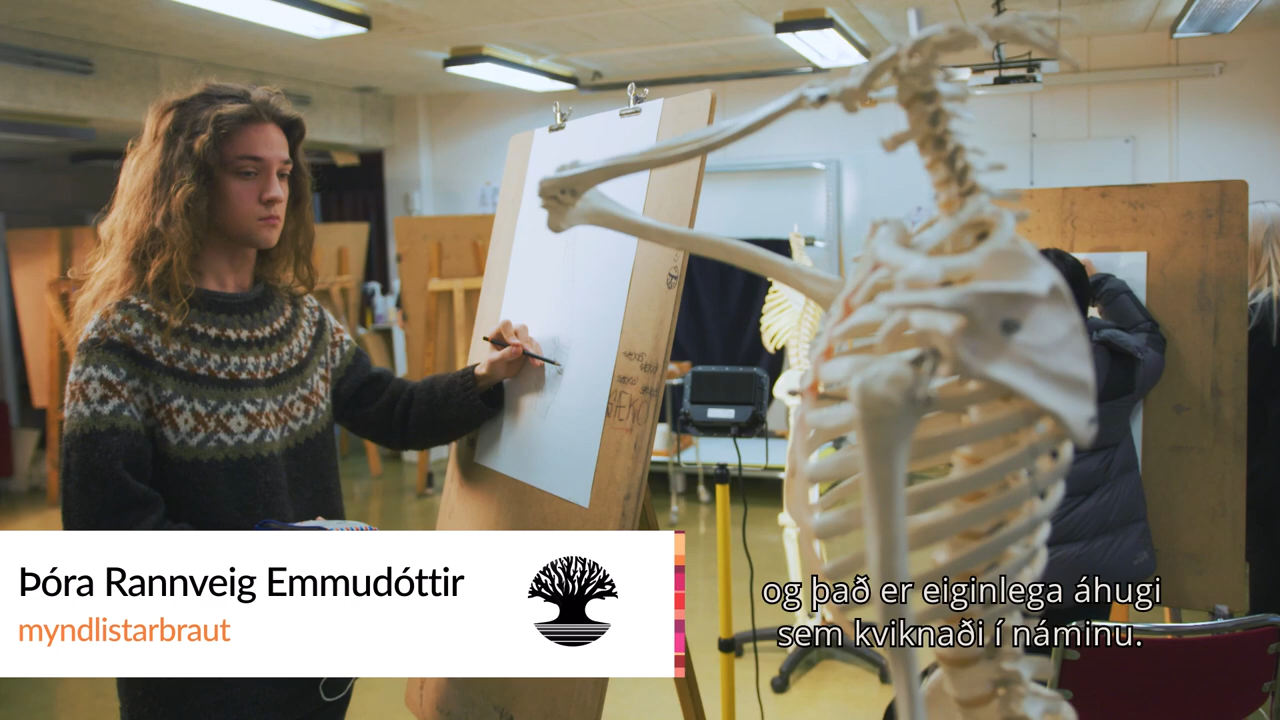 Þóra Rannveig Emmudóttir
myndlistarbraut
og það er eiginlega áhugi
sem kviknaði í náminu.